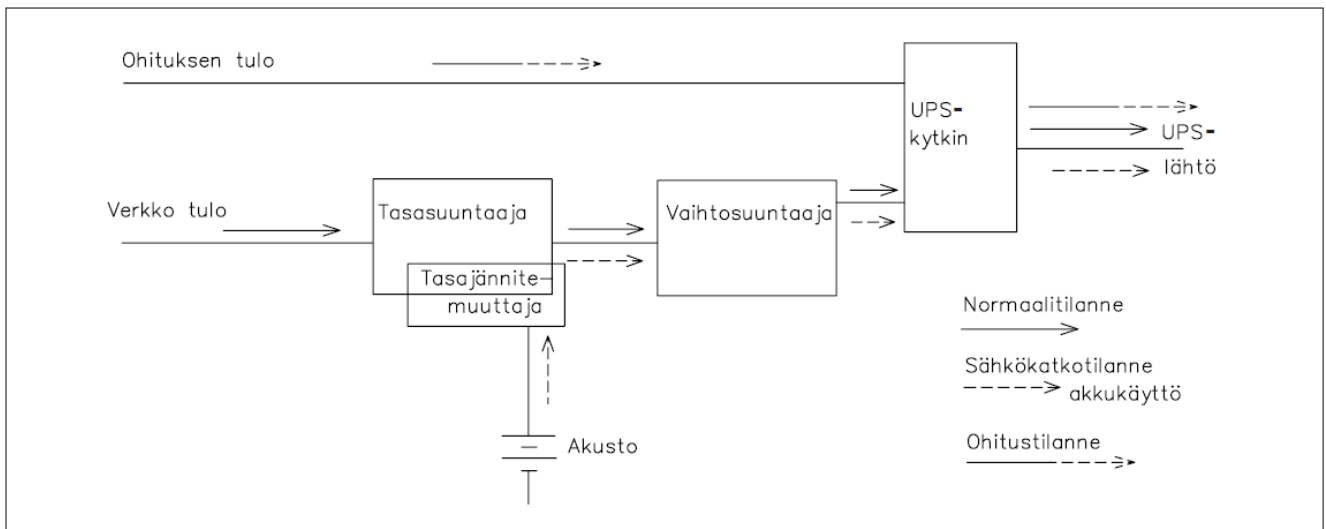 Ohituksen tulo
UPS-
kytkin
UPS-
lähtö
Verkko tulo
Tasasuuntaaja
Vaihtosuuntaaja
Tasajännite-
muuttaja
Akusto
Normaalitilanne
Sähkökatkotilanne
akkukäyttö
Ohitustilanne